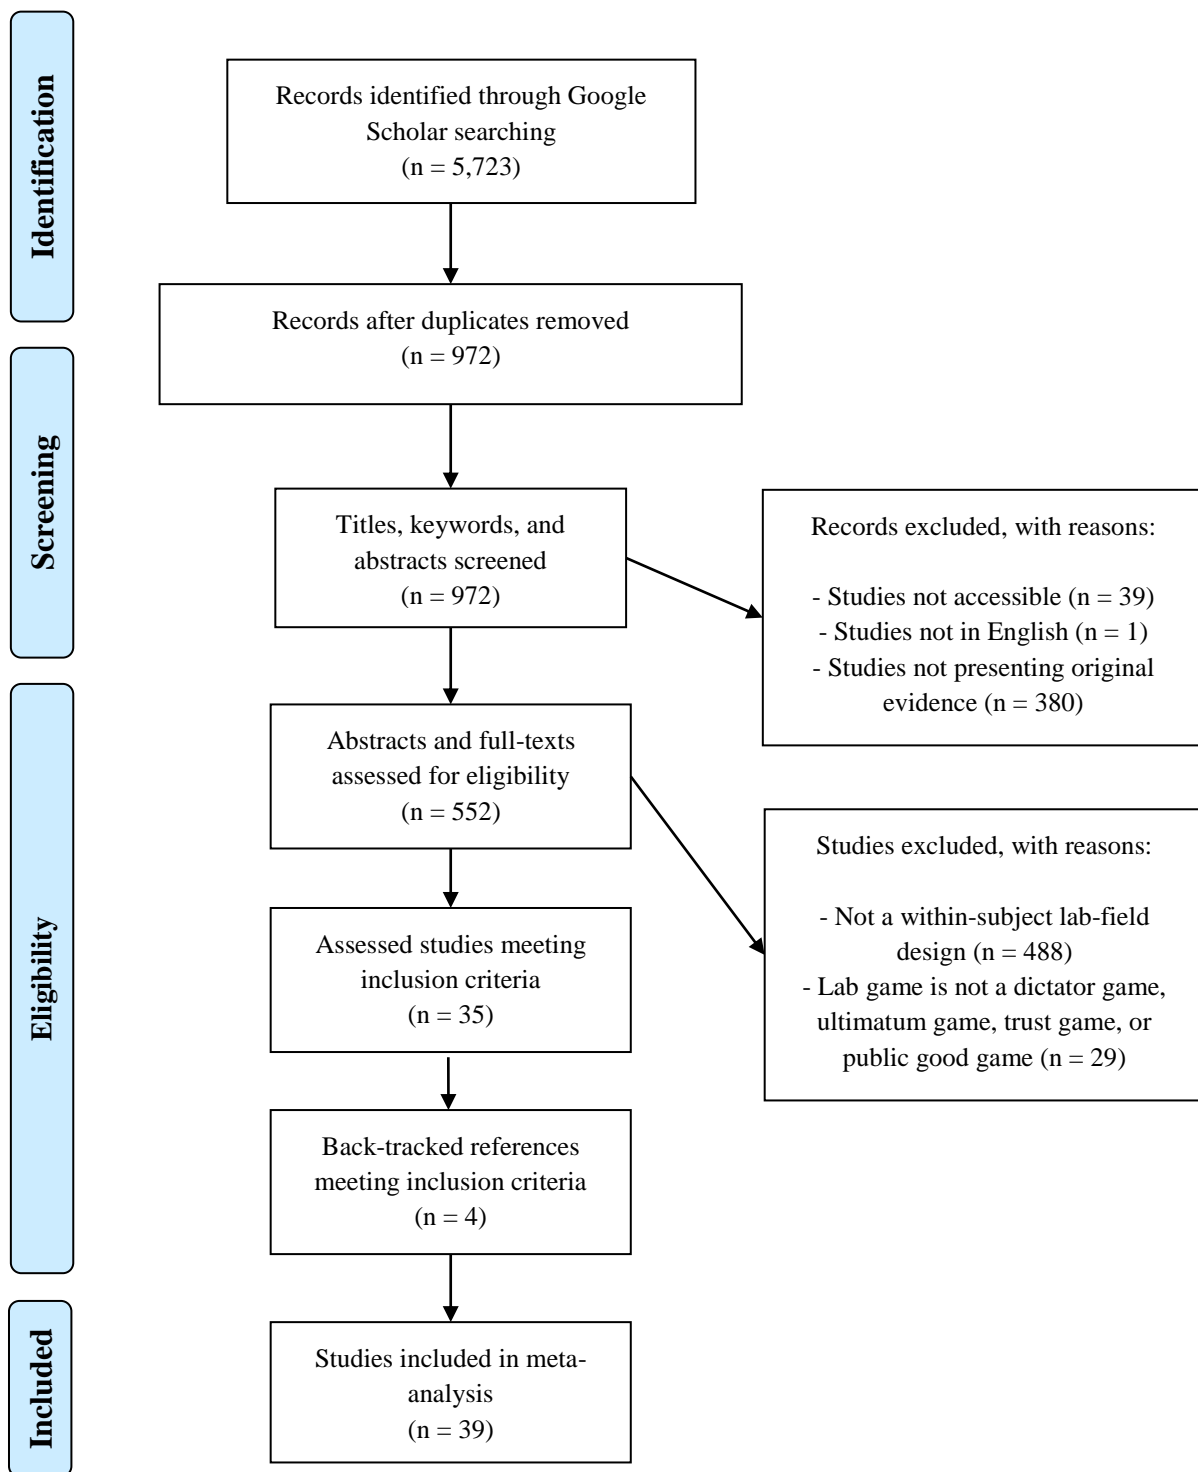 Identification
Records identified through Google
Scholar searching
(n = 5,723)
Records after duplicates removed
(n = 972)
Screening
Titles, keywords, and
abstracts screened
(n = 972)
Records excluded, with reasons:
- Studies not accessible (n = 39)
- Studies not in English (n = 1)
- Studies not presenting original
evidence (n = 380)
Eligibility
Abstracts and full-texts
assessed for eligibility
(n = 552)
Studies excluded, with reasons:
- Not a within-subject lab-field
design (n = 488)
- Lab game is not a dictator game,
ultimatum game, trust game, or
public good game (n = 29)
Assessed studies meeting
inclusion criteria
(n = 35)
Back-tracked references
meeting inclusion criteria
(n = 4)
Included
Studies included in meta-
analysis
(n = 39)